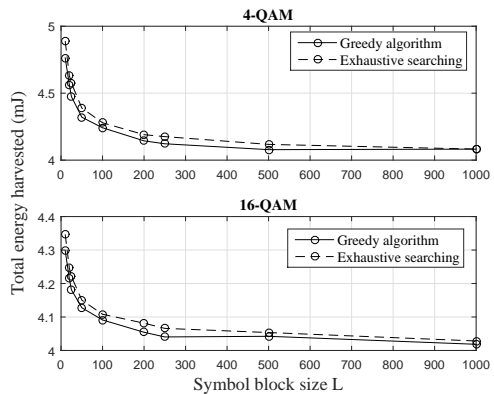 4-QAM
5
4.5
4
Greedy algorithm
Exhaustive searching
0 100 200 300 400 500 600 700 800 900 1000
Total energy harvested (mJ)
16-QAM
4.4
4.3
4.2
4.1
4
Greedy algorithm
Exhaustive searching
0 100 200 300 400 500 600 700 800 900 1000
Symbol block size L